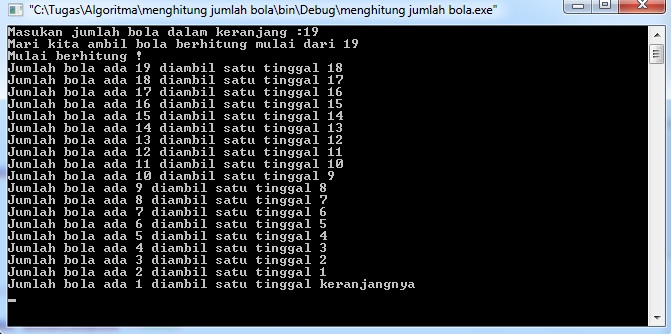 "C:\Tugas\Algoritma\menghitung jumlah bola\bin\Debug\menghitung jumlah bola.exe"
Masukan jumlah bola dalam keranjang :19
Mari kita ambil bola berhitung mulai dari 19
Mulai berhitung !
Jumlah bola ada 19 diambil satu tinggal 18
Jumlah bola ada 18 diambil satu tinggal 17
Jumlah bola ada 17 diambil satu tinggal 16
Jumlah bola ada 16 diambil satu tinggal 15
Jumlah bola ada 15 diambil satu tinggal 14
Jumlah bola ada 14 diambil satu tinggal 13
Jumlah bola ada 13 diambil satu tinggal 12
Jumlah bola ada 12 diambil satu tinggal 11
Jumlah bola ada 11 diambil satu tinggal 10
Jumlah bola ada 10 diambil satu tinggal 9
Jumlah bola ada 9 diambil satu tinggal 8
Jumlah bola ada 8 diambil satu tinggal 7
Jumlah bola ada 7 diambil satu tinggal 6
Jumlah bola ada 6 diambil satu tinggal 5
Jumlah bola ada 5 diambil satu tinggal 4
Jumlah bola ada 4 diambil satu tinggal 3
Jumlah bola ada 3 diambil satu tinggal 2
Jumlah bola ada 2 diambil satu tinggal 1
Jumlah bola ada 1 diambil satu tinggal keranjangnya